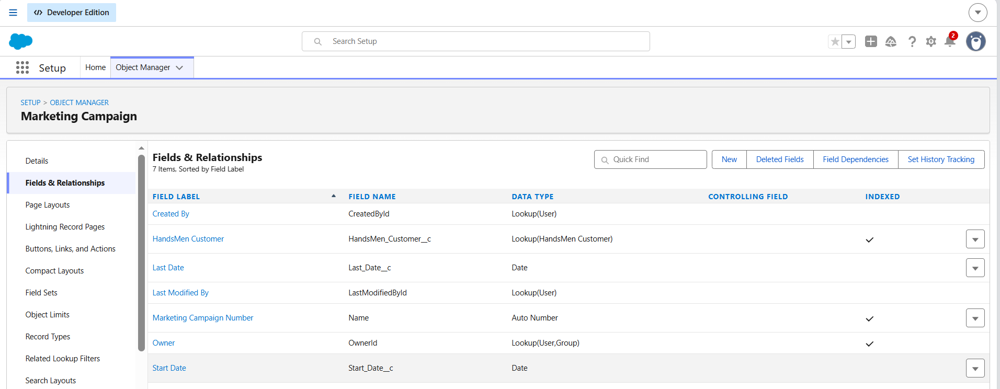 Developer Edition
Search Setup
2
Setup
Home
Object Manager
SETUP > OBJECT MANAGER
Marketing Campaign
Details
Fields & Relationships
Page Layouts
Lightning Record Pages
Buttons, Links, and Actions
Compact Layouts
Field Sets
Object Limits
Record Types
Related Lookup Filters
Search Layouts
Fields & Relationships
7 Items, Sorted by Field Label
Quick Find
New
Deleted Fields
Field Dependencies
Set History Tracking
FIELD LABEL FIELD NAME DATA TYPE CONTROLLING FIELD INDEXED
Created By CreatedById Lookup(User)
HandsMen Customer HandsMen_Customer__c Lookup(HandsMen Customer)
Last Date Last_Date__c Date
Last Modified By LastModifiedById Lookup(User)
Marketing Campaign Number Name Auto Number
Owner OwnerId Lookup(User,Group)
Start Date Start_Date__c Date